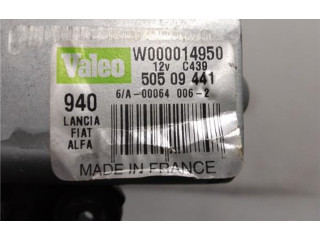 Valeo
W000014950
12v C439
505 09 441
6/A-00064 006-2
940
LANCIA
FIAT
ALFA
MADE IN FRANCE